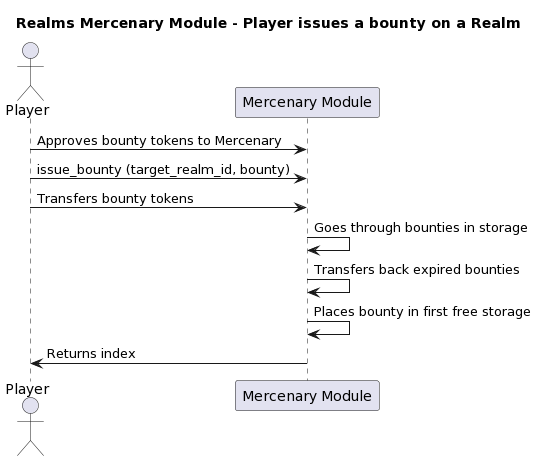 Realms Mercenary Module - Player issues a bounty on a Realm
Player
Mercenary Module
Approves bounty tokens to Mercenary
issue_bounty (target_realm_id, bounty)
Transfers bounty tokens
Goes through bounties in storage
Transfers back expired bounties
Places bounty in first free storage
Returns index
Player
Mercenary Module